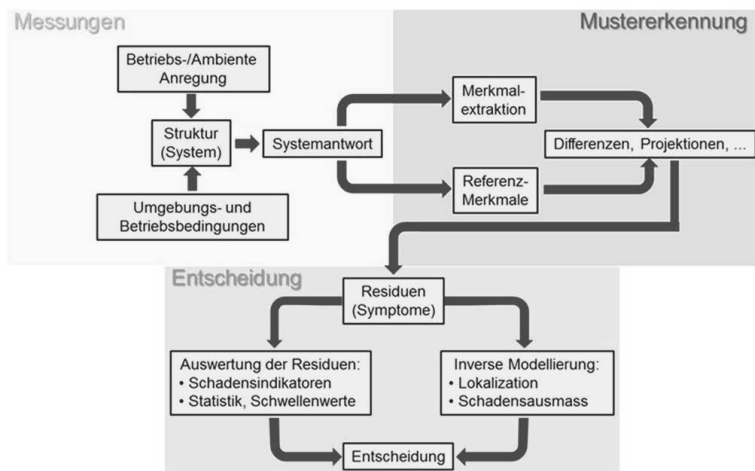 Messungen
Mustererkennung
Betriebs-/Ambiente
Anregung
Struktur
(System)
Systemantwort
Umgebungs- und
Betriebsbedingungen
Merkmal-
extraktion
Referenz-
Merkmale
Differenzen, Projektionen, ...
Entscheidung
Residuen
(Symptome)
Auswertung der Residuen:
• Schadensindikatoren
• Statistik, Schwellenwerte
Inverse Modellierung:
• Lokalization
• Schadensausmass
Entscheidung